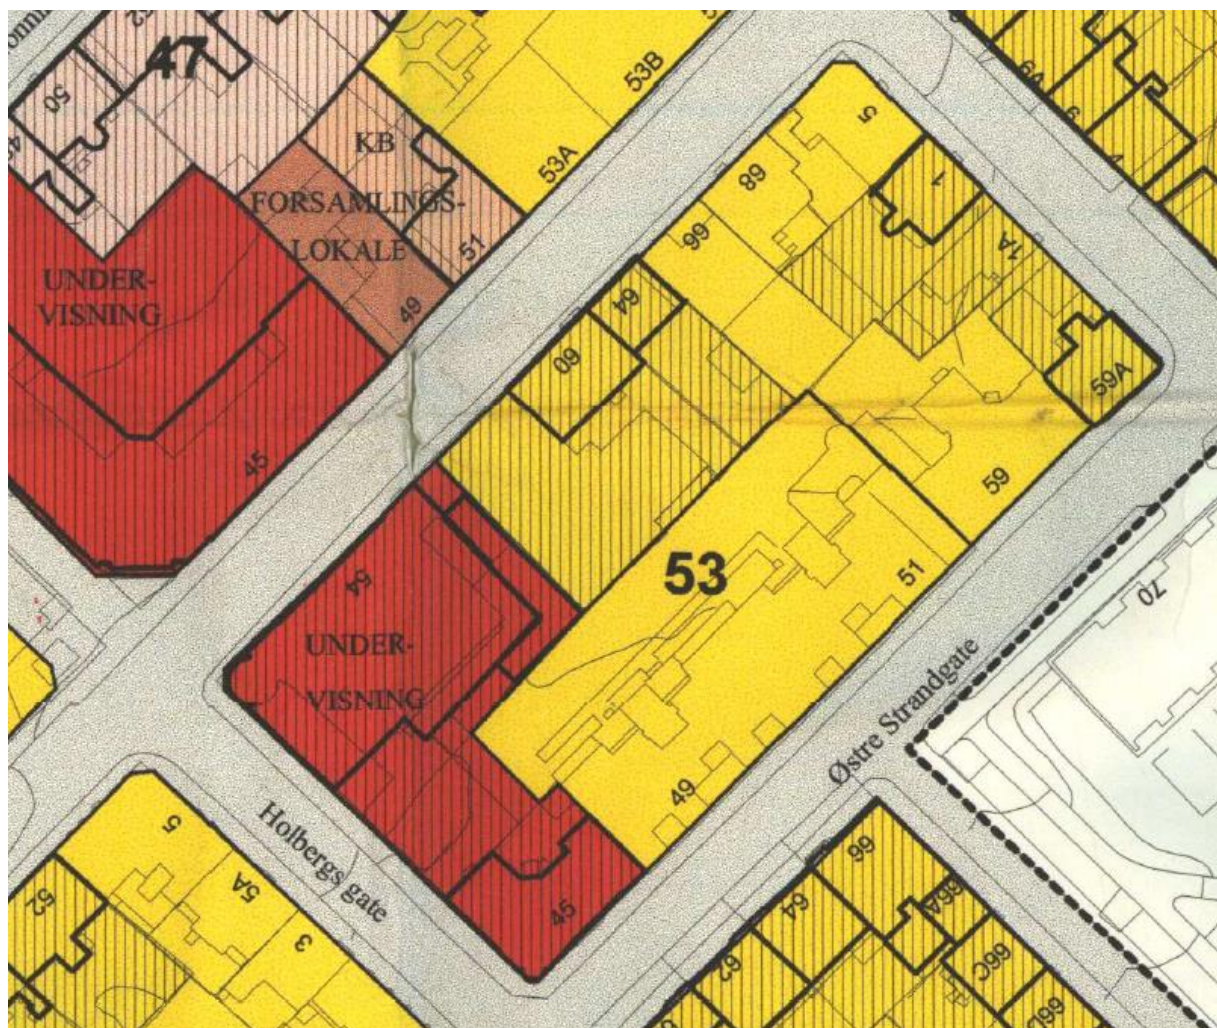 47
50
53B
53A
KB
FORSAMLINGS-
LOKALE
51
49
UNDER-
VISNING
45
5
68
1
66
1A
64
60
59A
59
53
51
54
UNDER-
VISNING
49
45
70
Østre Strandgate
Holbergs gate
5
5A
3
52
66
64
62
66A
66C
66D